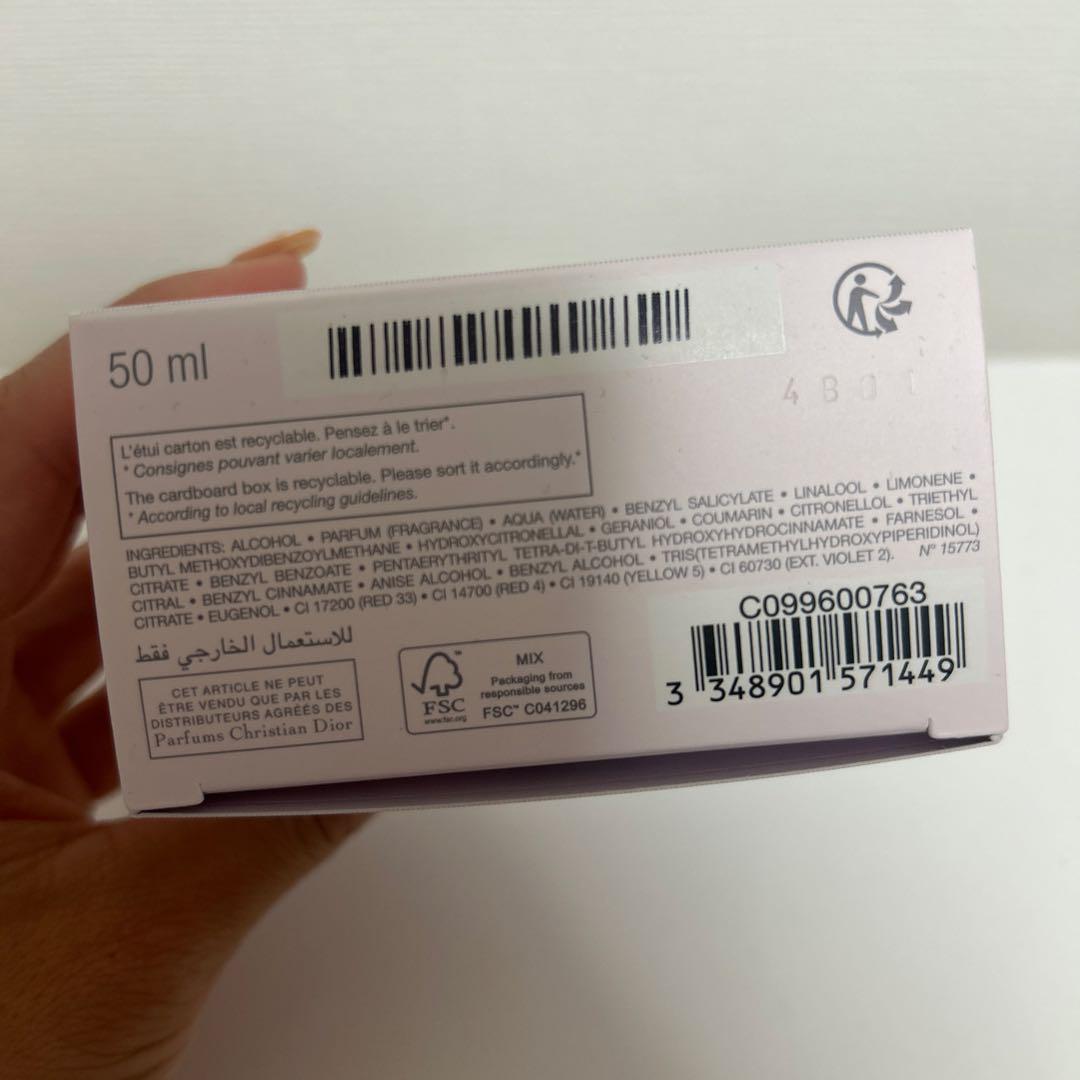 50 ml
4B01
L'étui carton est recyclable. Pensez à le trier*.
* Consignes pouvant varier localement.
The cardboard box is recyclable. Please sort it accordingly.*
* According to local recycling guidelines.
INGREDIENTS: ALCOHOL • PARFUM (FRAGRANCE) • AQUA (WATER) • BENZYL SALICYLATE • LINALOOL • LIMONENE •
BUTYL METHOXYDIBENZOYLMETHANE • HYDROXYCITRONELLAL • GERANIOL • COUMARIN • CITRONELLOL • TRIETHYL
CITRATE • BENZYL BENZOATE • PENTAERYTHRITYL TETRA-DI-T-BUTYL HYDROXYHYDROCINNAMATE • FARNESOL •
CITRAL • BENZYL CINNAMATE • ANISE ALCOHOL • BENZYL ALCOHOL • TRIS(TETRAMETHYLHYDROXYPIPERIDINOL)
CITRATE • EUGENOL • CI 17200 (RED 33) • CI 14700 (RED 4) • CI 19140 (YELLOW 5) • CI 60730 (EXT. VIOLET 2). N° 15773
للاستعمال الخارجي فقط
CET ARTICLE NE PEUT
ÊTRE VENDU QUE PAR LES
DISTRIBUTEURS AGRÉÉS DES
Parfums Christian Dior
FSC™
www.fsc.org
MIX
Packaging from
responsible sources
FSC™ C041296
C099600763
3 348901 571449